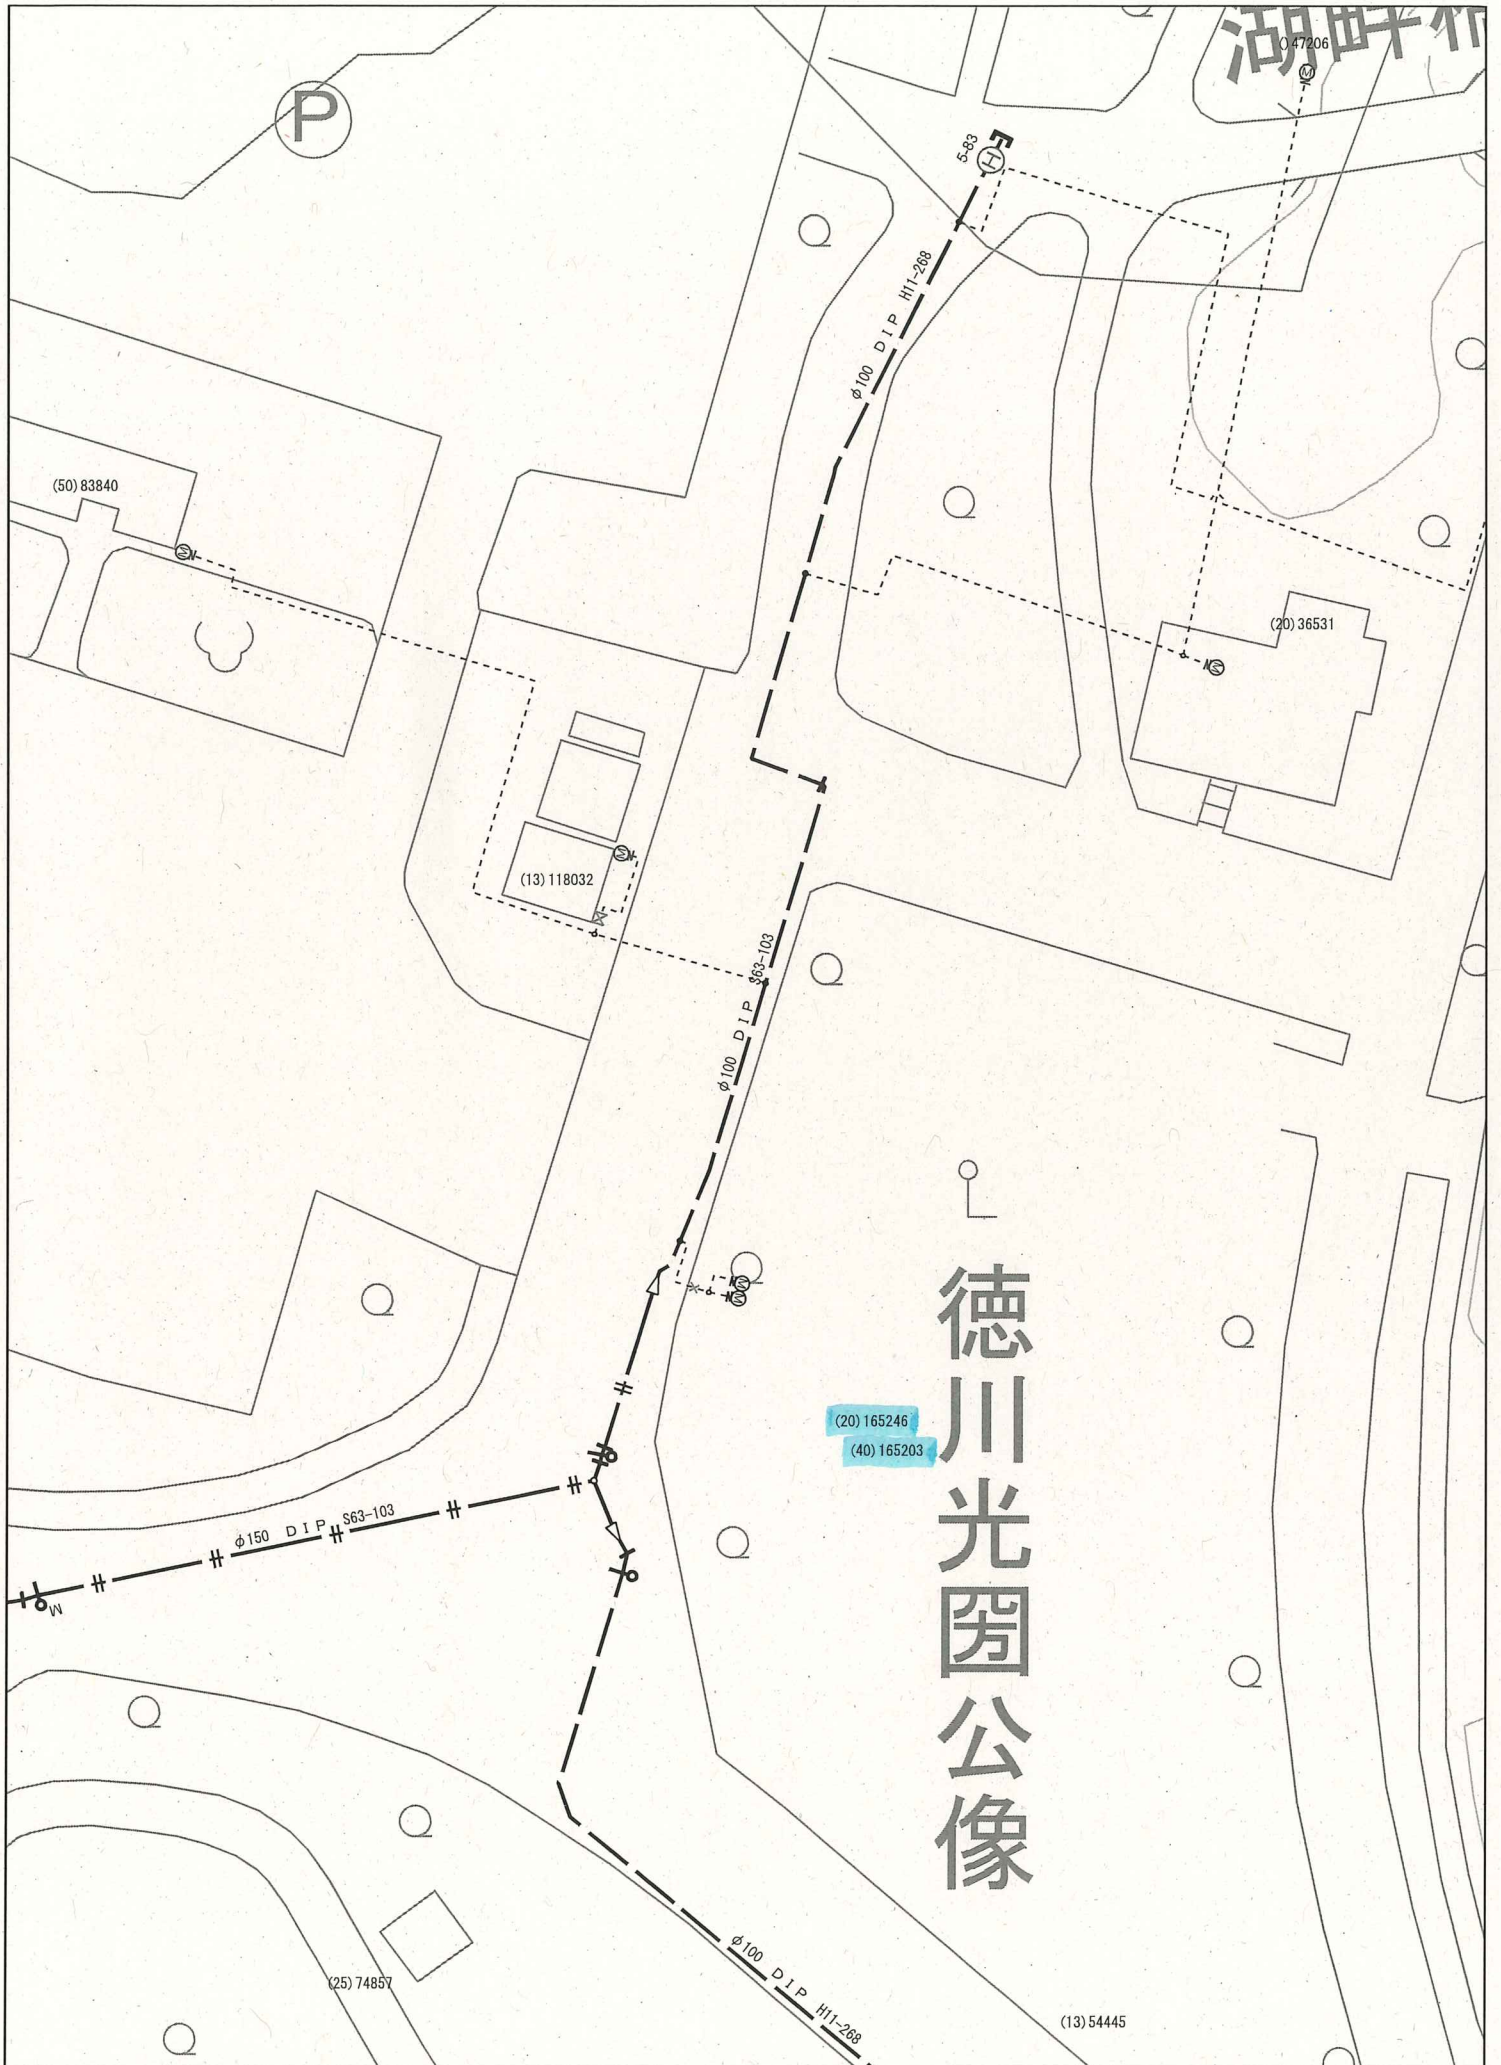 湖畔
()47206
P
5-83
H
φ100 DIP H11-268
(50)83840
(20)36531
(13)118032
φ100 DIP S63-103
(20)165246
(40)165203
徳川光圀公像
φ150 DIP S63-103
M
(25)74857
φ100 DIP H11-268
(13)54445